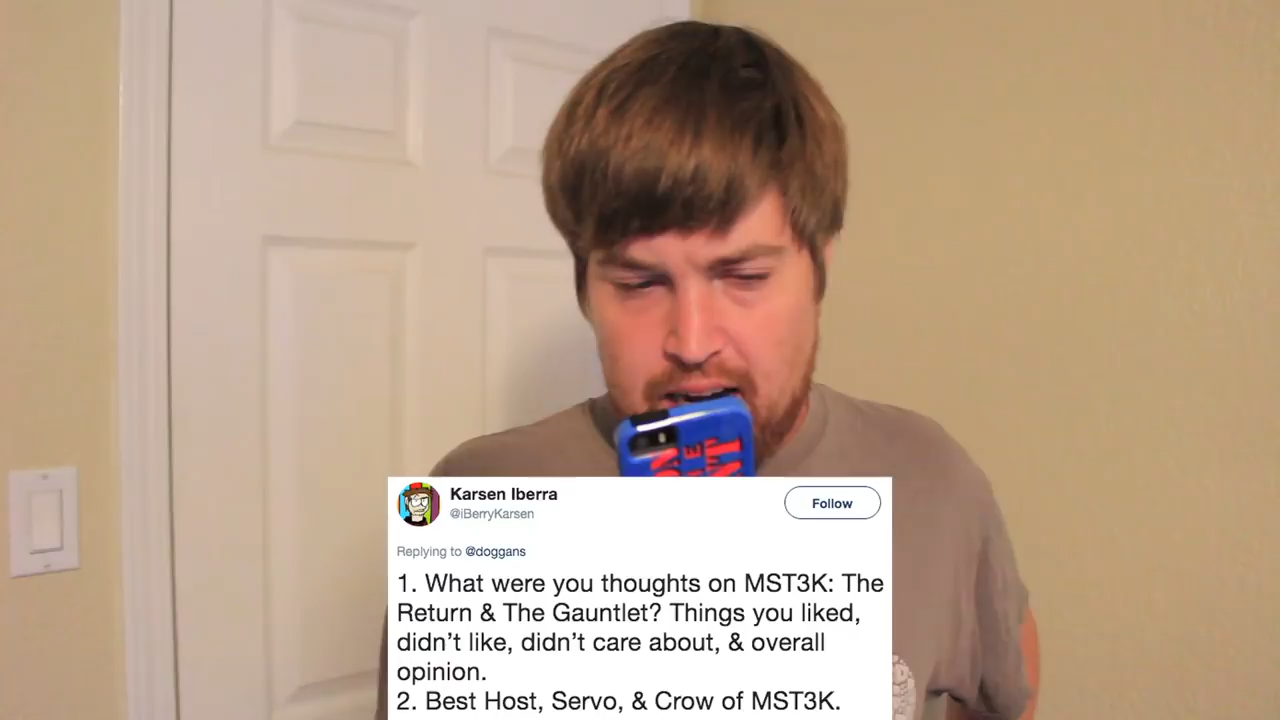 Karsen Iberra
@iBerryKarsen
Follow
Replying to @doggans
1. What were you thoughts on MST3K: The
Return & The Gauntlet? Things you liked,
didn't like, didn't care about, & overall
opinion.
2. Best Host, Servo, & Crow of MST3K.